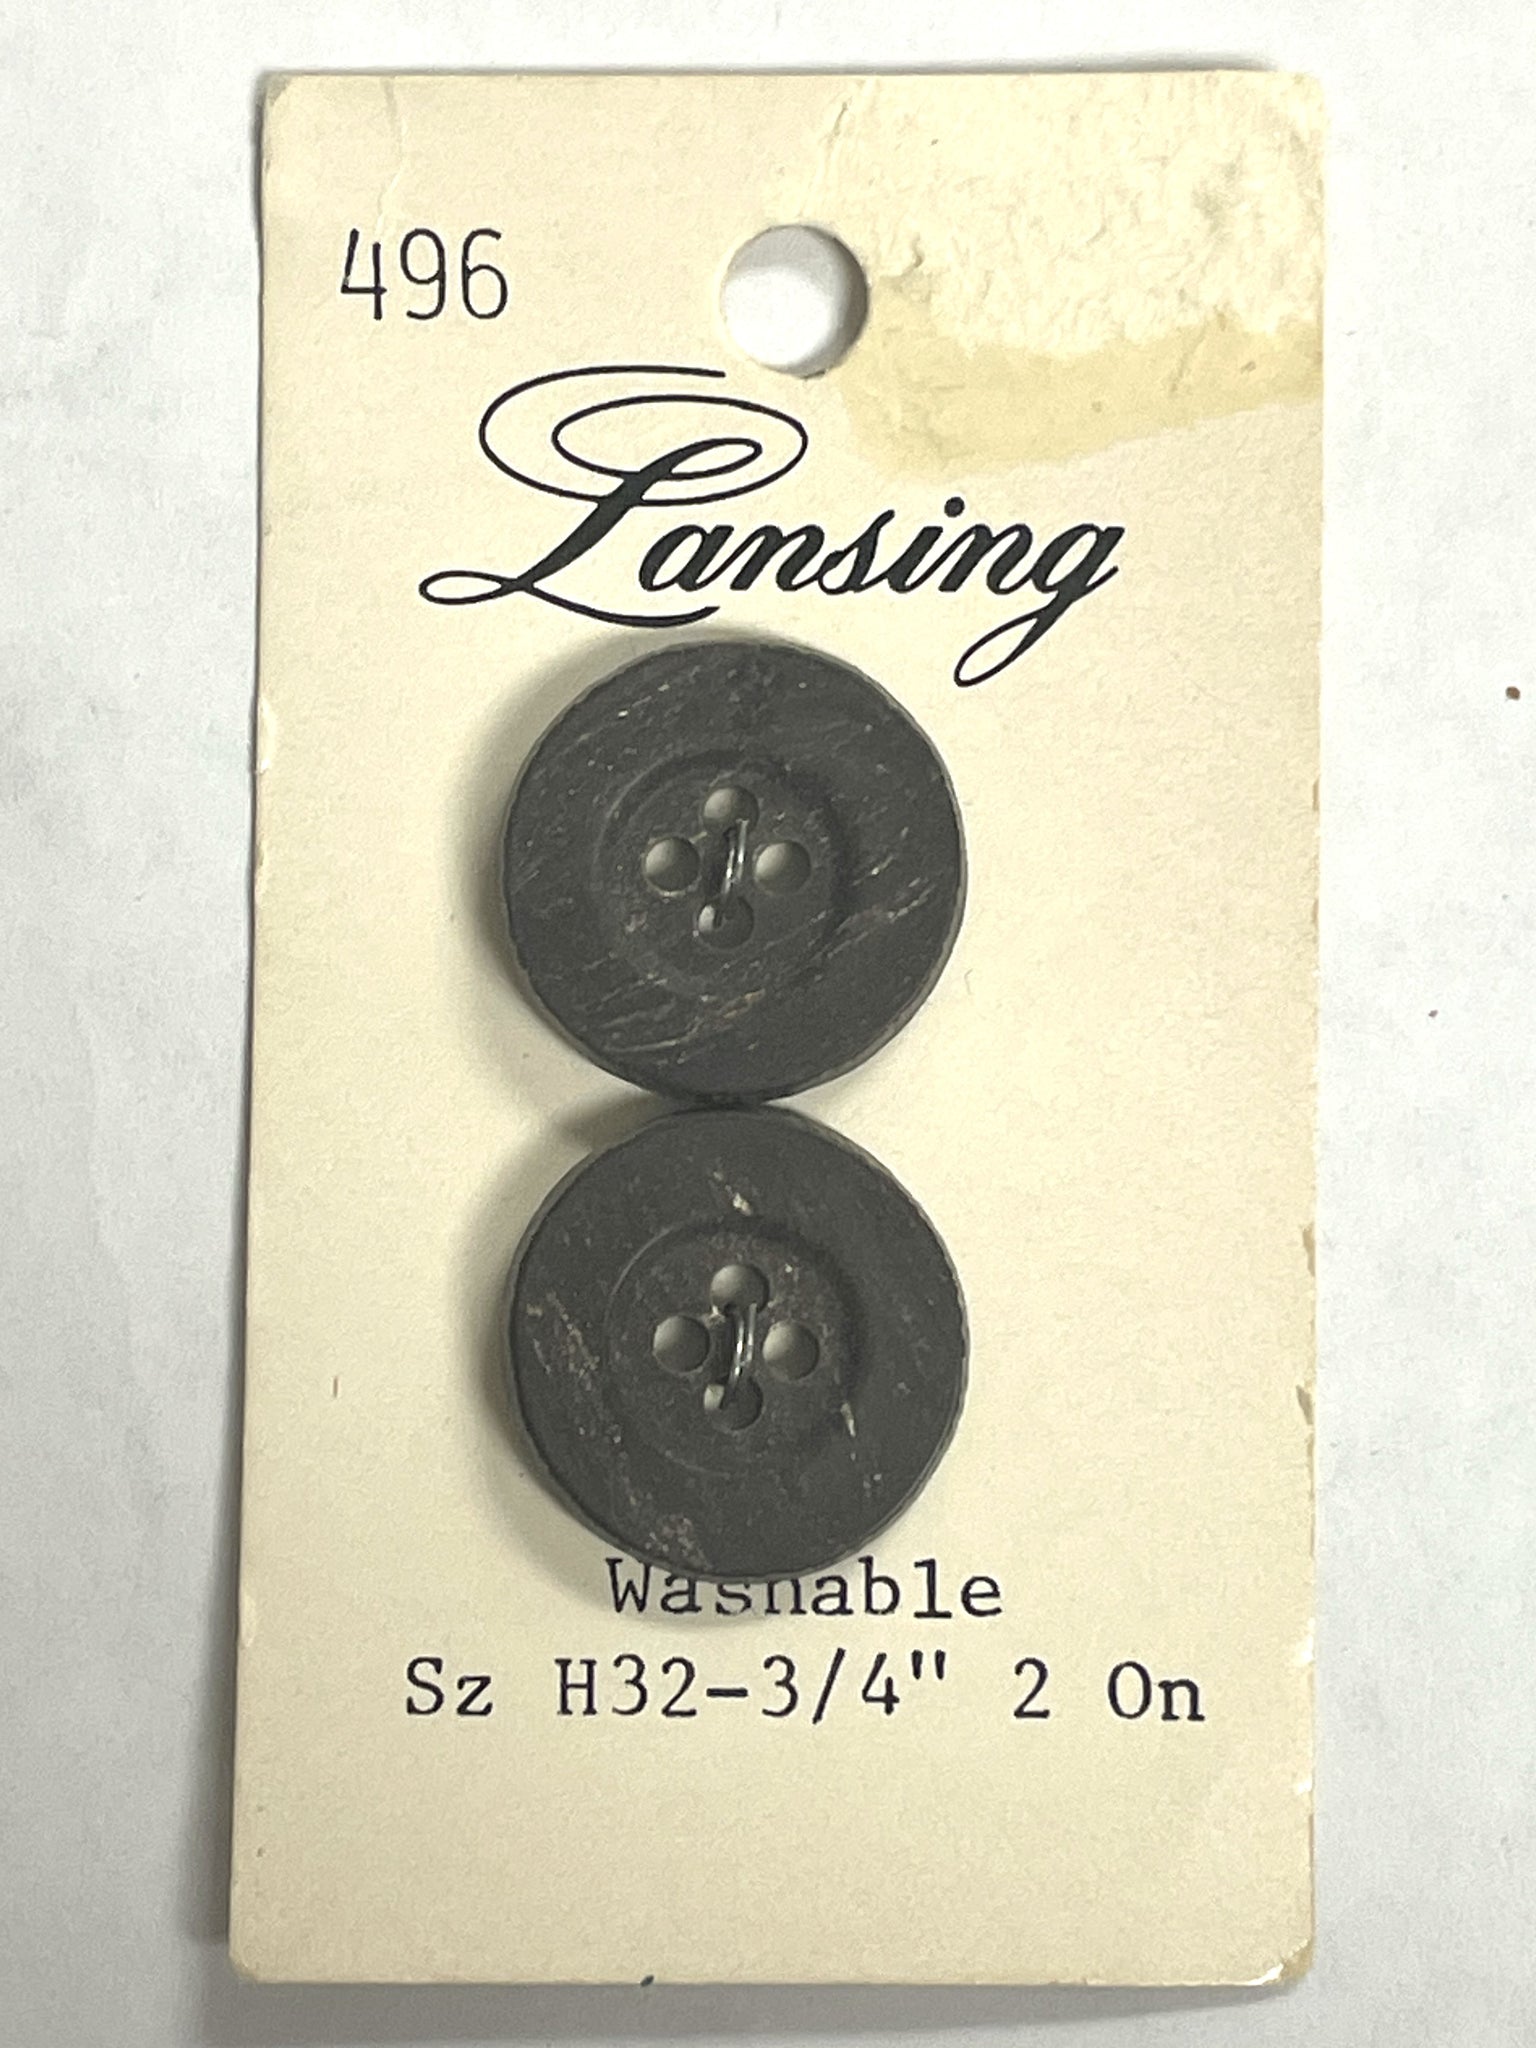 496
Lansing
Washable
Sz H32-3/4" 2 On